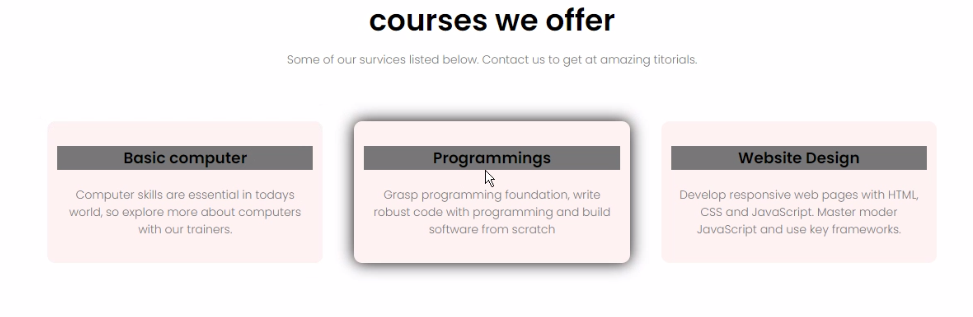 courses we offer
Some of our survices listed below. Contact us to get at amazing titorials.
Basic computer
Computer skills are essential in todays
world, so explore more about computers
with our trainers.
Programmings
Grasp programming foundation, write
robust code with programming and build
software from scratch
Website Design
Develop responsive web pages with HTML,
CSS and JavaScript. Master moder
JavaScript and use key frameworks.